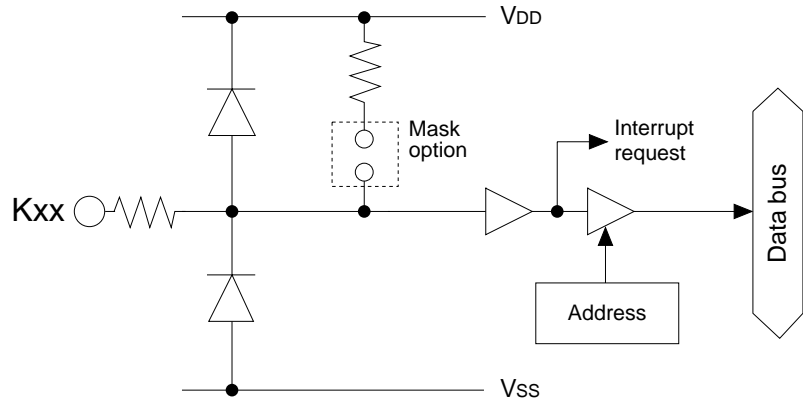 VDD
Mask
option
Interrupt
request
Kxx
Data bus
Address
VSS